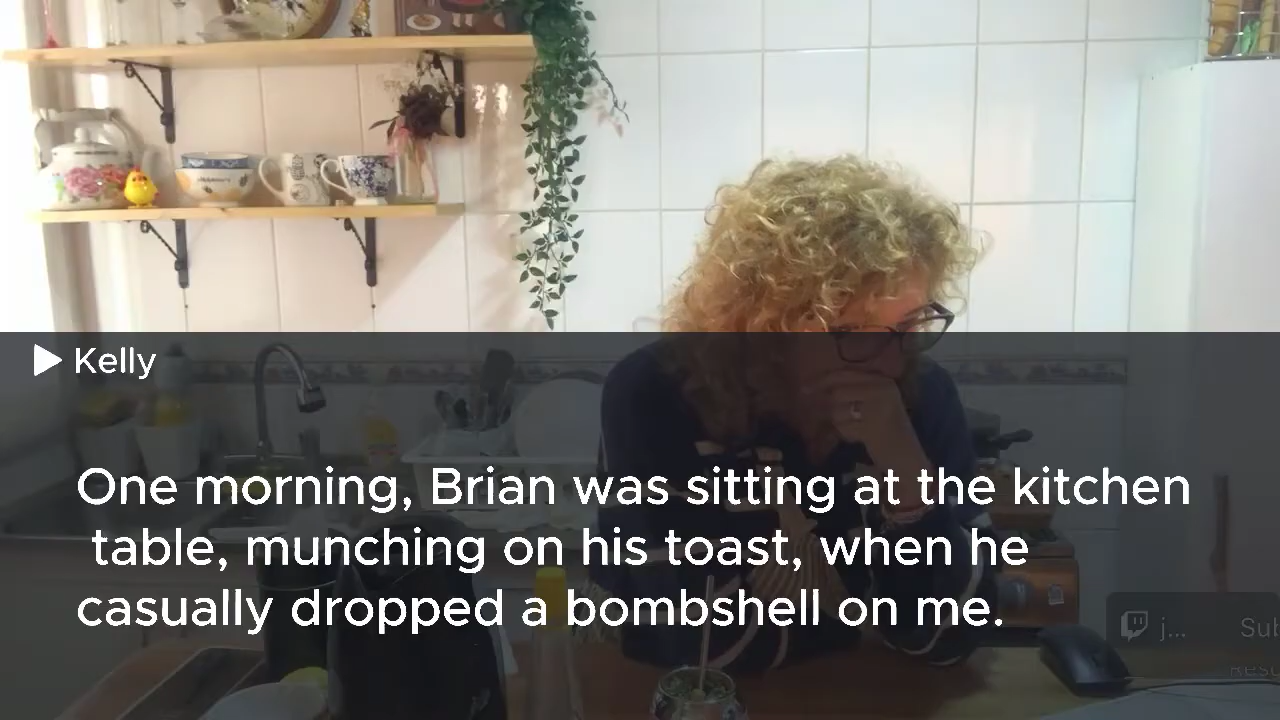 Kelly
One morning, Brian was sitting at the kitchen
table, munching on his toast, when he
casually dropped a bombshell on me.
j...
Sub